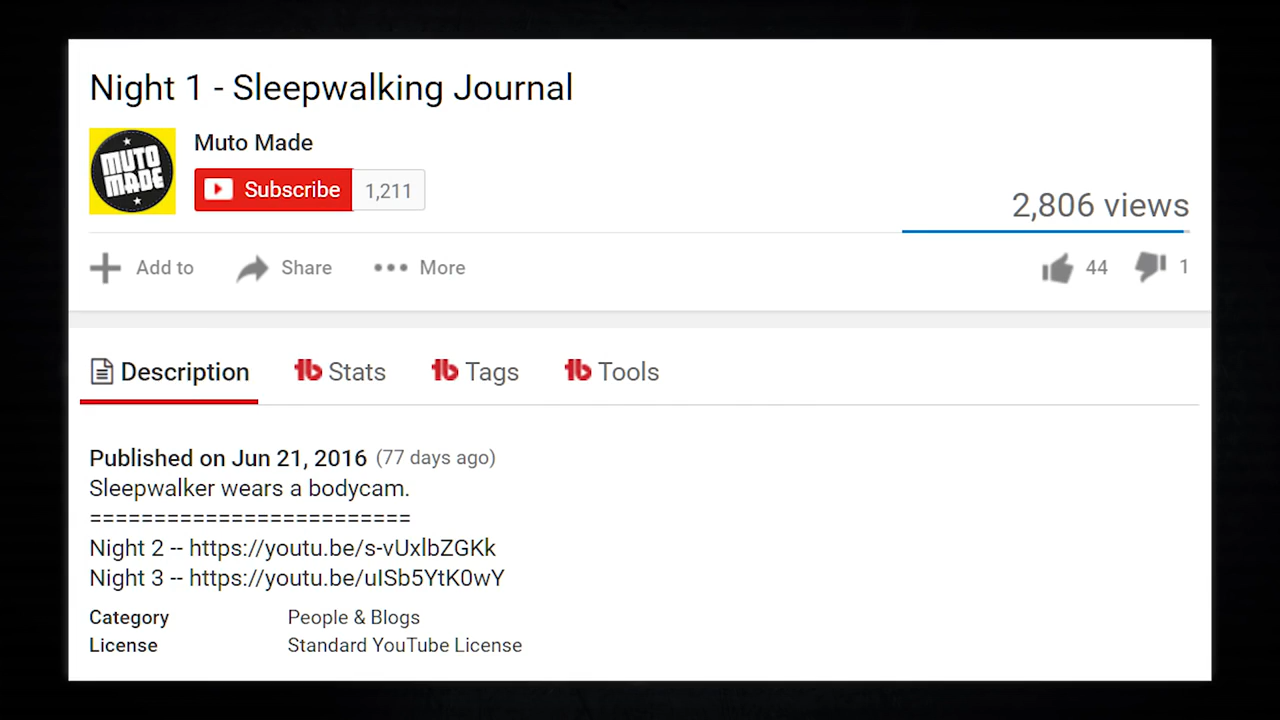 Night 1 - Sleepwalking Journal
MUTO MADE
Muto Made
Subscribe 1,211
2,806 views
Add to Share More 44 1
Description Stats Tags Tools
Published on Jun 21, 2016 (77 days ago)
Sleepwalker wears a bodycam.
=========================
Night 2 -- https://youtu.be/s-vUxlbZGKk
Night 3 -- https://youtu.be/uISb5YtK0wY
Category People & Blogs
License Standard YouTube License